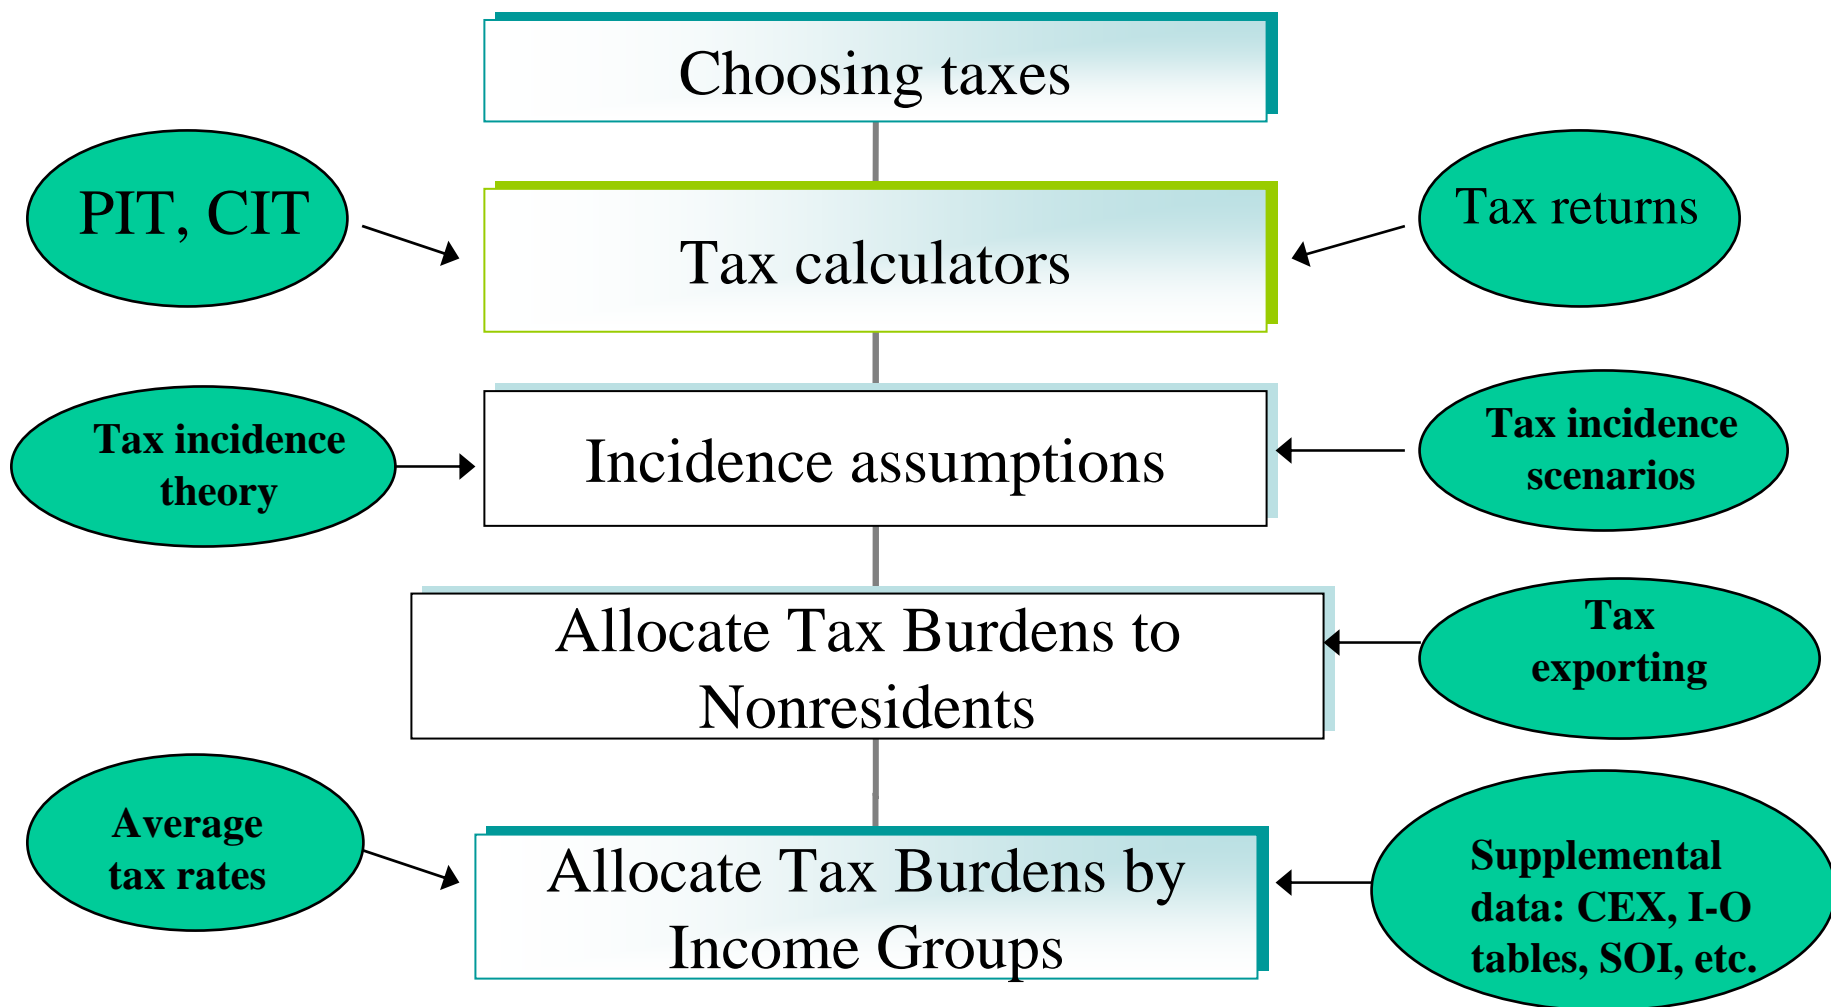 Choosing taxes
PIT, CIT
Tax returns
Tax calculators
Tax incidence
theory
Incidence assumptions
Tax incidence
scenarios
Allocate Tax Burdens to
Nonresidents
Tax
exporting
Average
tax rates
Allocate Tax Burdens by
Income Groups
Supplemental
data: CEX, I-O
tables, SOI, etc.